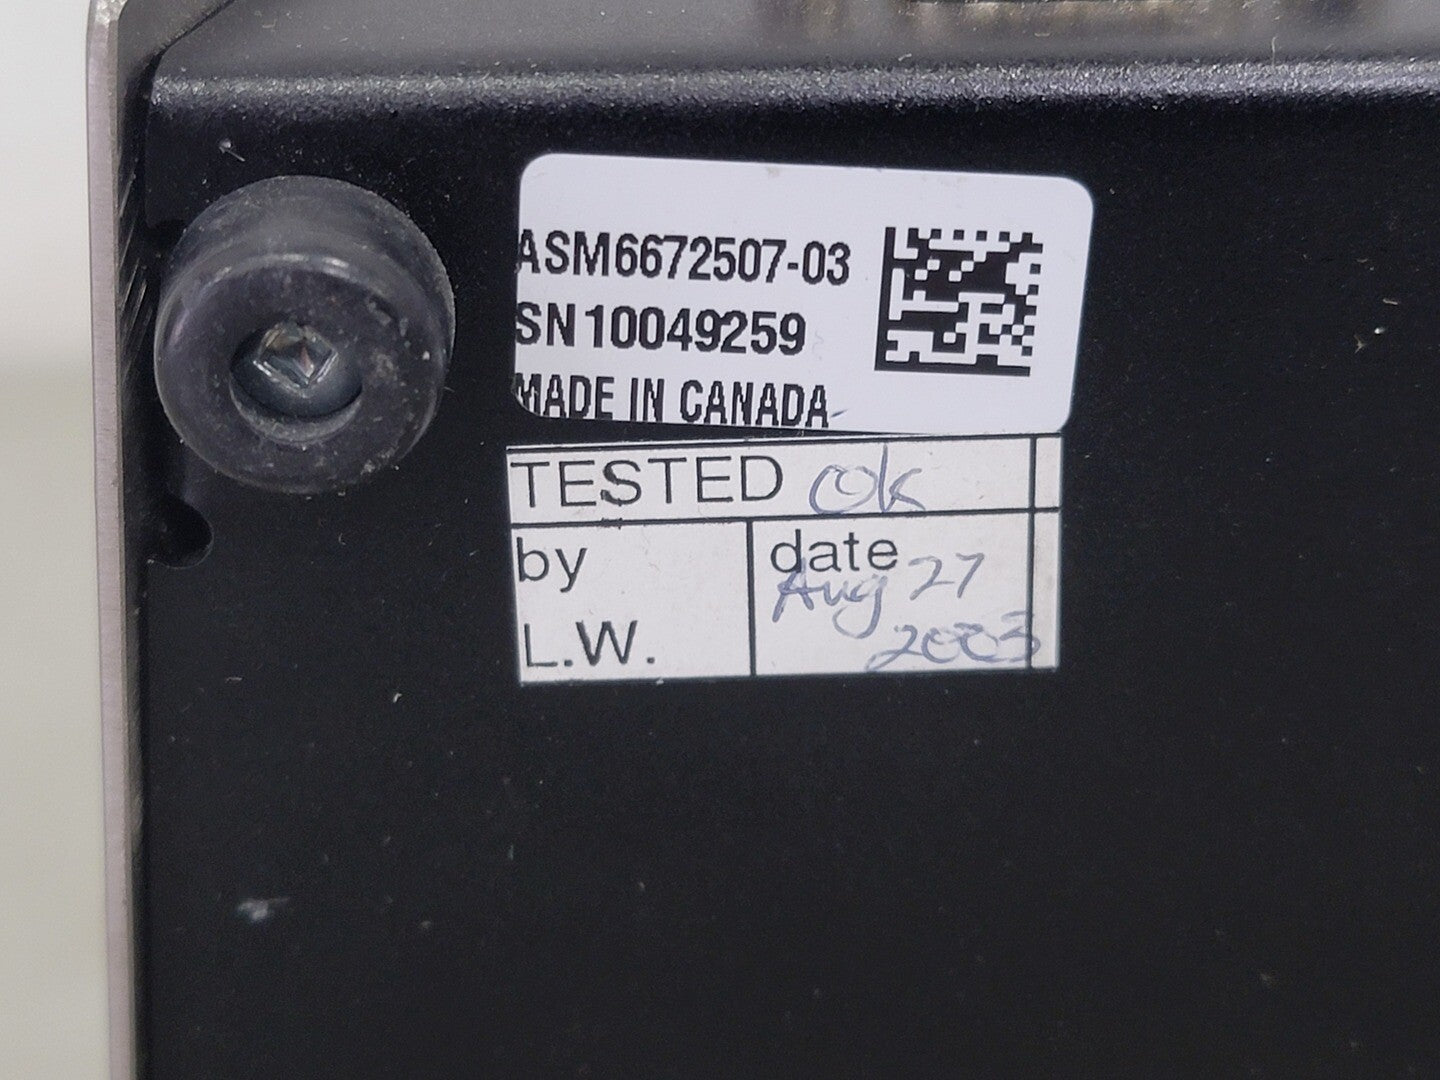 ASM6672507-03
SN10049259
MADE IN CANADA
TESTED Ok
by
L.W.
date
Aug 27
2003